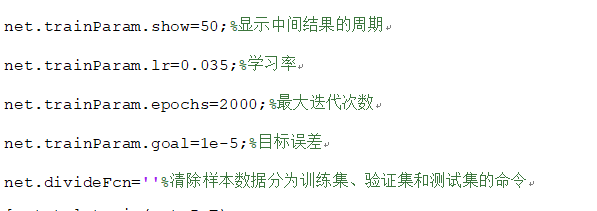 net.trainParam.show=50;%显示中间结果的周期
net.trainParam.lr=0.035;%学习率
net.trainParam.epochs=2000;%最大迭代次数
net.trainParam.goal=1e-5;%目标误差
net.divideFcn=''%清除样本数据分为训练集、验证集和测试集的命令